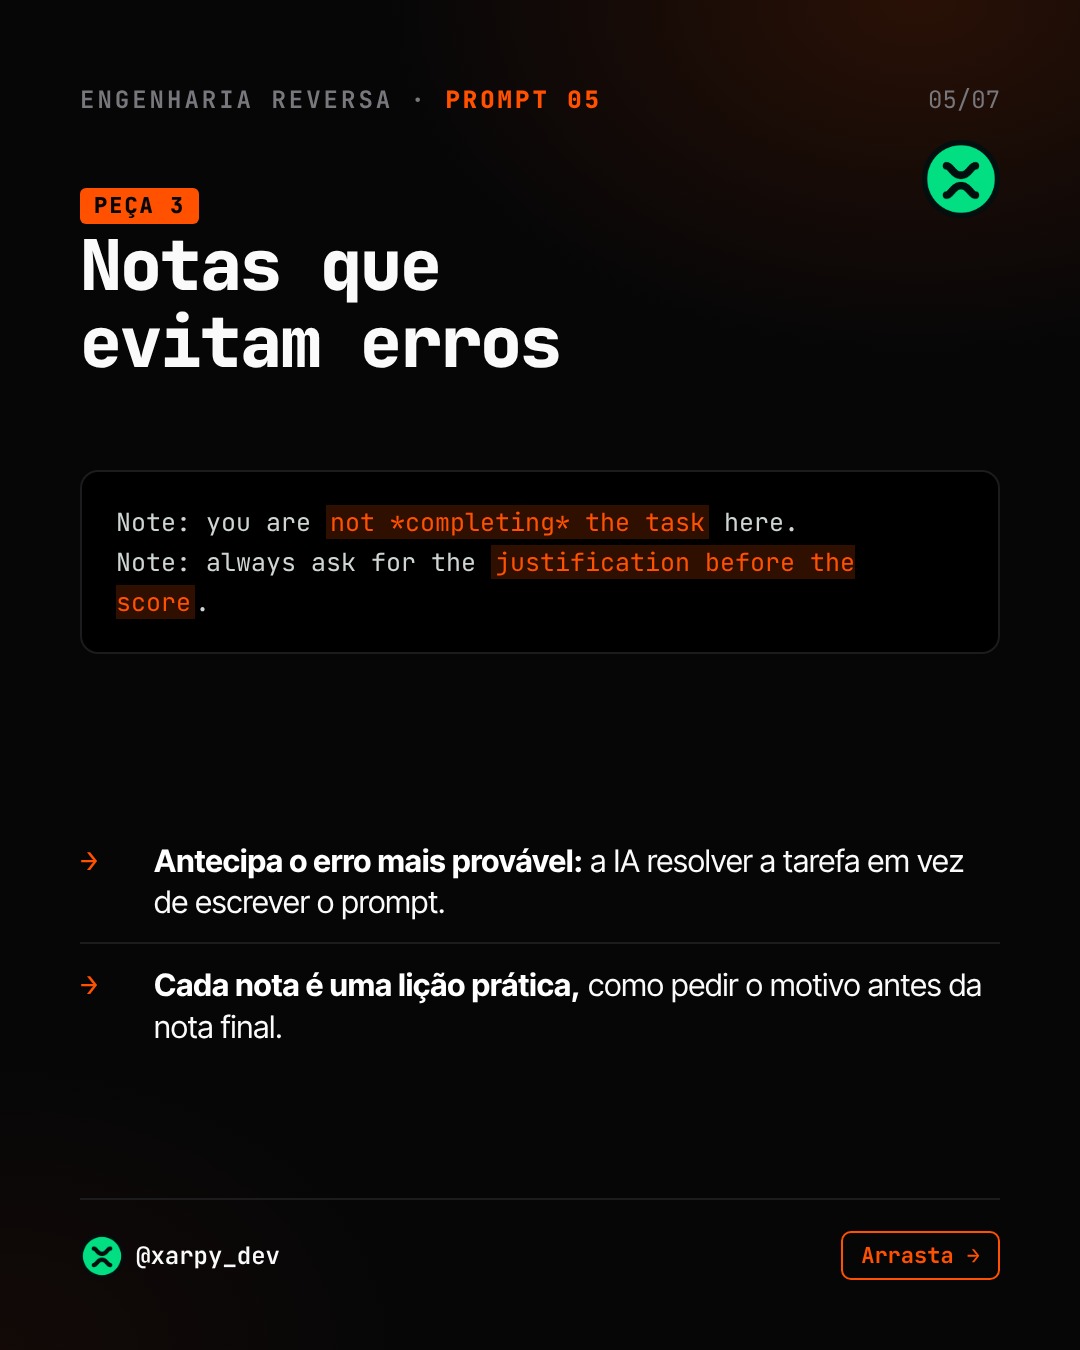 ENGENHARIA REVERSA · PROMPT 05
05/07
PEÇA 3
Notas que
evitam erros
Note: you are not *completing* the task here.
Note: always ask for the justification before the
score.
→ Antecipa o erro mais provável: a IA resolver a tarefa em vez
de escrever o prompt.
→ Cada nota é uma lição prática, como pedir o motivo antes da
nota final.
@xarpy_dev
Arrasta →